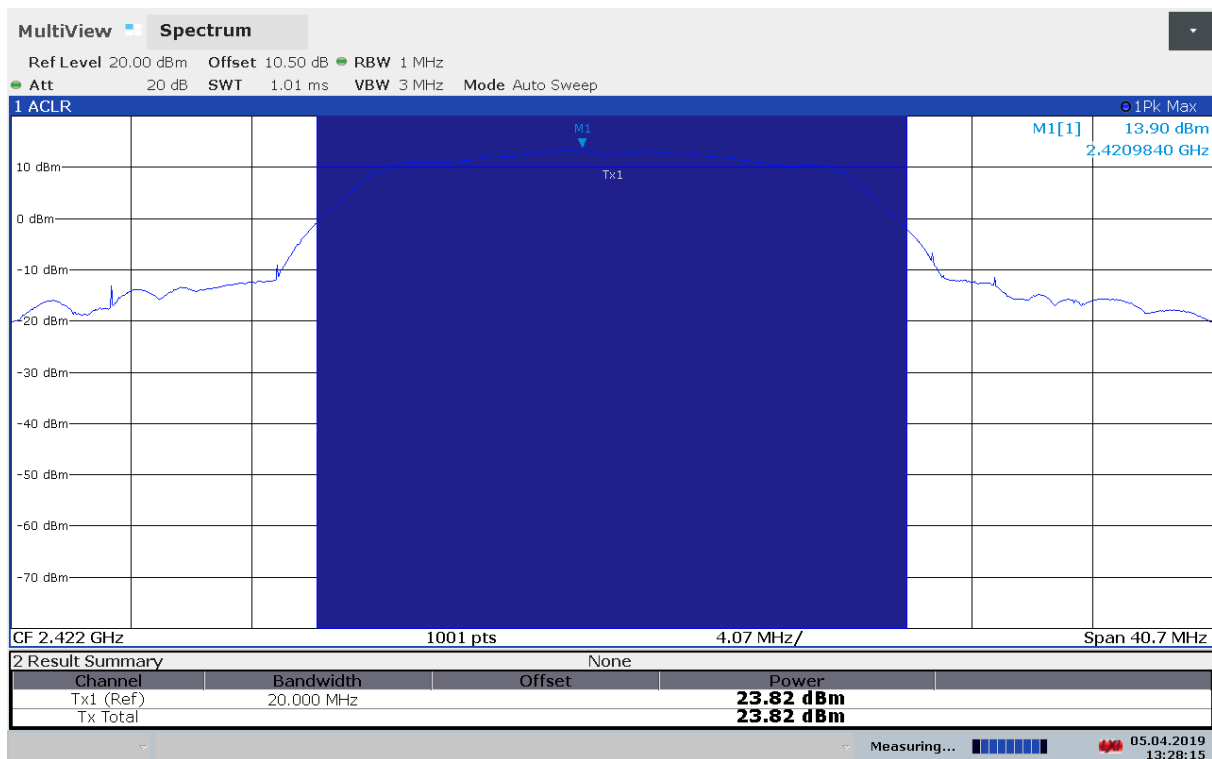 MultiView Spectrum
Ref Level 20.00 dBm Offset 10.50 dB RBW 1 MHz
Att 20 dB SWT 1.01 ms VBW 3 MHz Mode Auto Sweep
1 ACLR 1Pk Max
M1 M1[1] 13.90 dBm
2.4209840 GHz
10 dBm
Tx1
0 dBm
-10 dBm
-20 dBm
-30 dBm
-40 dBm
-50 dBm
-60 dBm
-70 dBm
CF 2.422 GHz 1001 pts 4.07 MHz/ Span 40.7 MHz
2 Result Summary None
Channel Bandwidth Offset Power
Tx1 (Ref) 20.000 MHz 23.82 dBm
Tx Total 23.82 dBm
Measuring... 05.04.2019
13:28:15